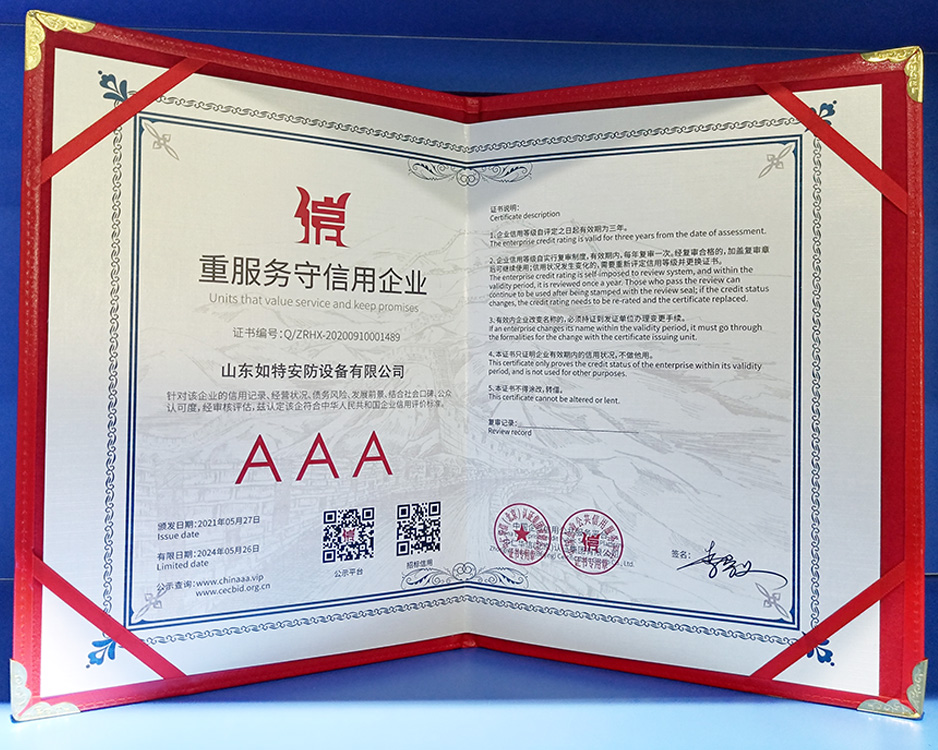 信
重服务守信用企业
Units that value service and keep promises
证书编号:Q/ZRHX-20200910001489
山东如特安防设备有限公司
针对该企业的信用记录、经营状况、债务风险、发展前景、结合社会口碑,公众
认可度,经审核评估,兹认定该企符合中华人民共和国企业信用评价标准。
AAA
颁发日期:2021年05月27日
Issue date
有限日期:2024年05月26日
Limited date
公示查询:www.chinaaa.vip
www.cecbid.org.cn
公示平台
招标信用
证书说明:
Certificate description
1.企业信用等级自评定之日起有效期为三年。
The enterprise credit rating is valid for three years from the date of assessment.
2.企业信用等级自实行复审制度,有效期内,每年复审一次。经复审合格的,加盖复审章
后可继续使用;信用状况发生变化的,需要重新评定信用等级并更换证书。
The enterprise credit rating is self-imposed to review system, and within the
validity period, it is reviewed once a year. Those who pass the review can
continue to be used after being stamped with the review seal; if the credit status
changes, the credit rating needs to be re-rated and the certificate replaced.
3.有效内企业改变名称的,必须持证到发证单位办理变更手续。
If an enterprise changes its name within the validity period, it must go through
the formalities for the change with the certificate issuing unit.
4.本证书只证明企业有效期内的信用状况,不做他用。
This certificate only proves the credit status of the enterprise within its validity
period, and is not used for other purposes.
5.本证书不得涂改,转借。
This certificate cannot be altered or lent.
复审记录:
Review record
证书专用章
信
证书专用章
Co., Ltd.
签名: